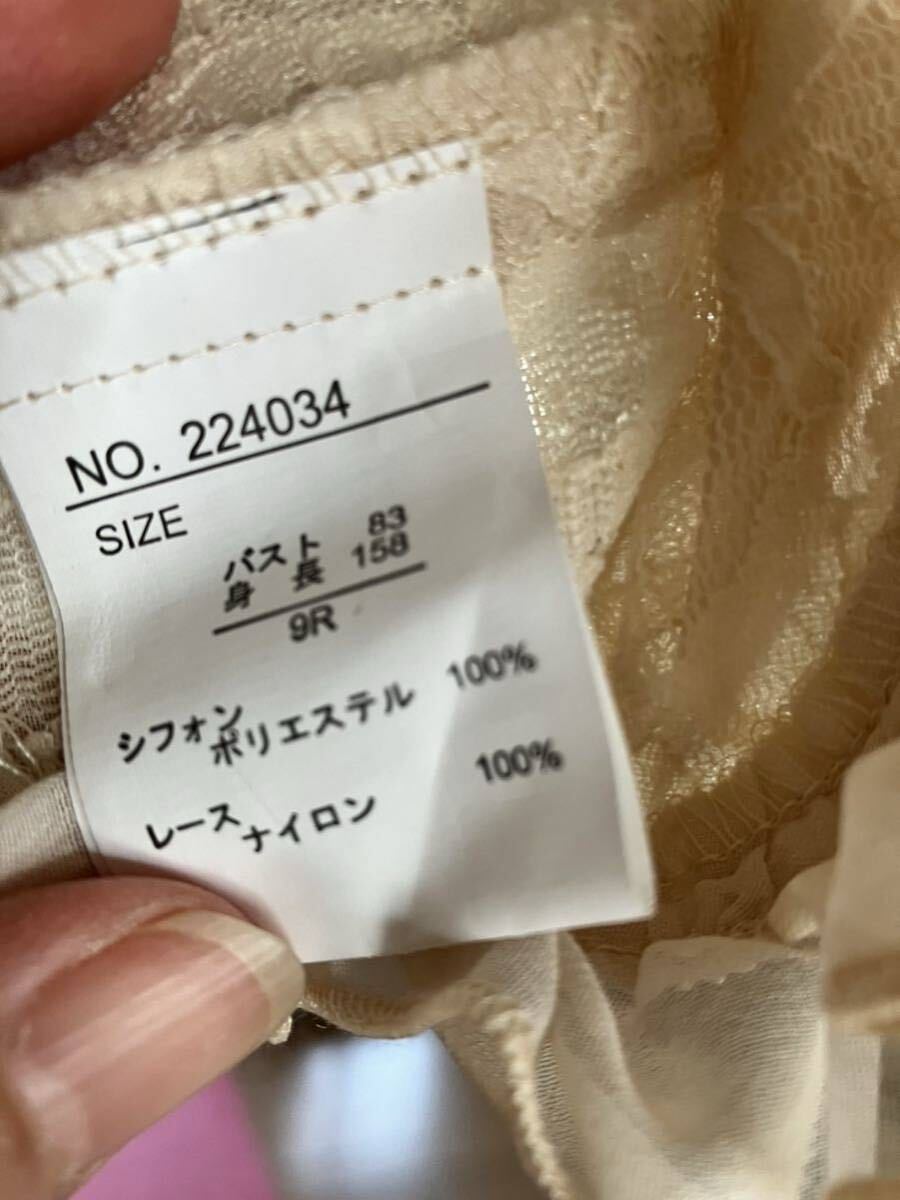 NO. 224034
SIZE
バスト 83
身 長 158
9R
シフォン
ポリエステル 100%
レース
ナイロン 100%